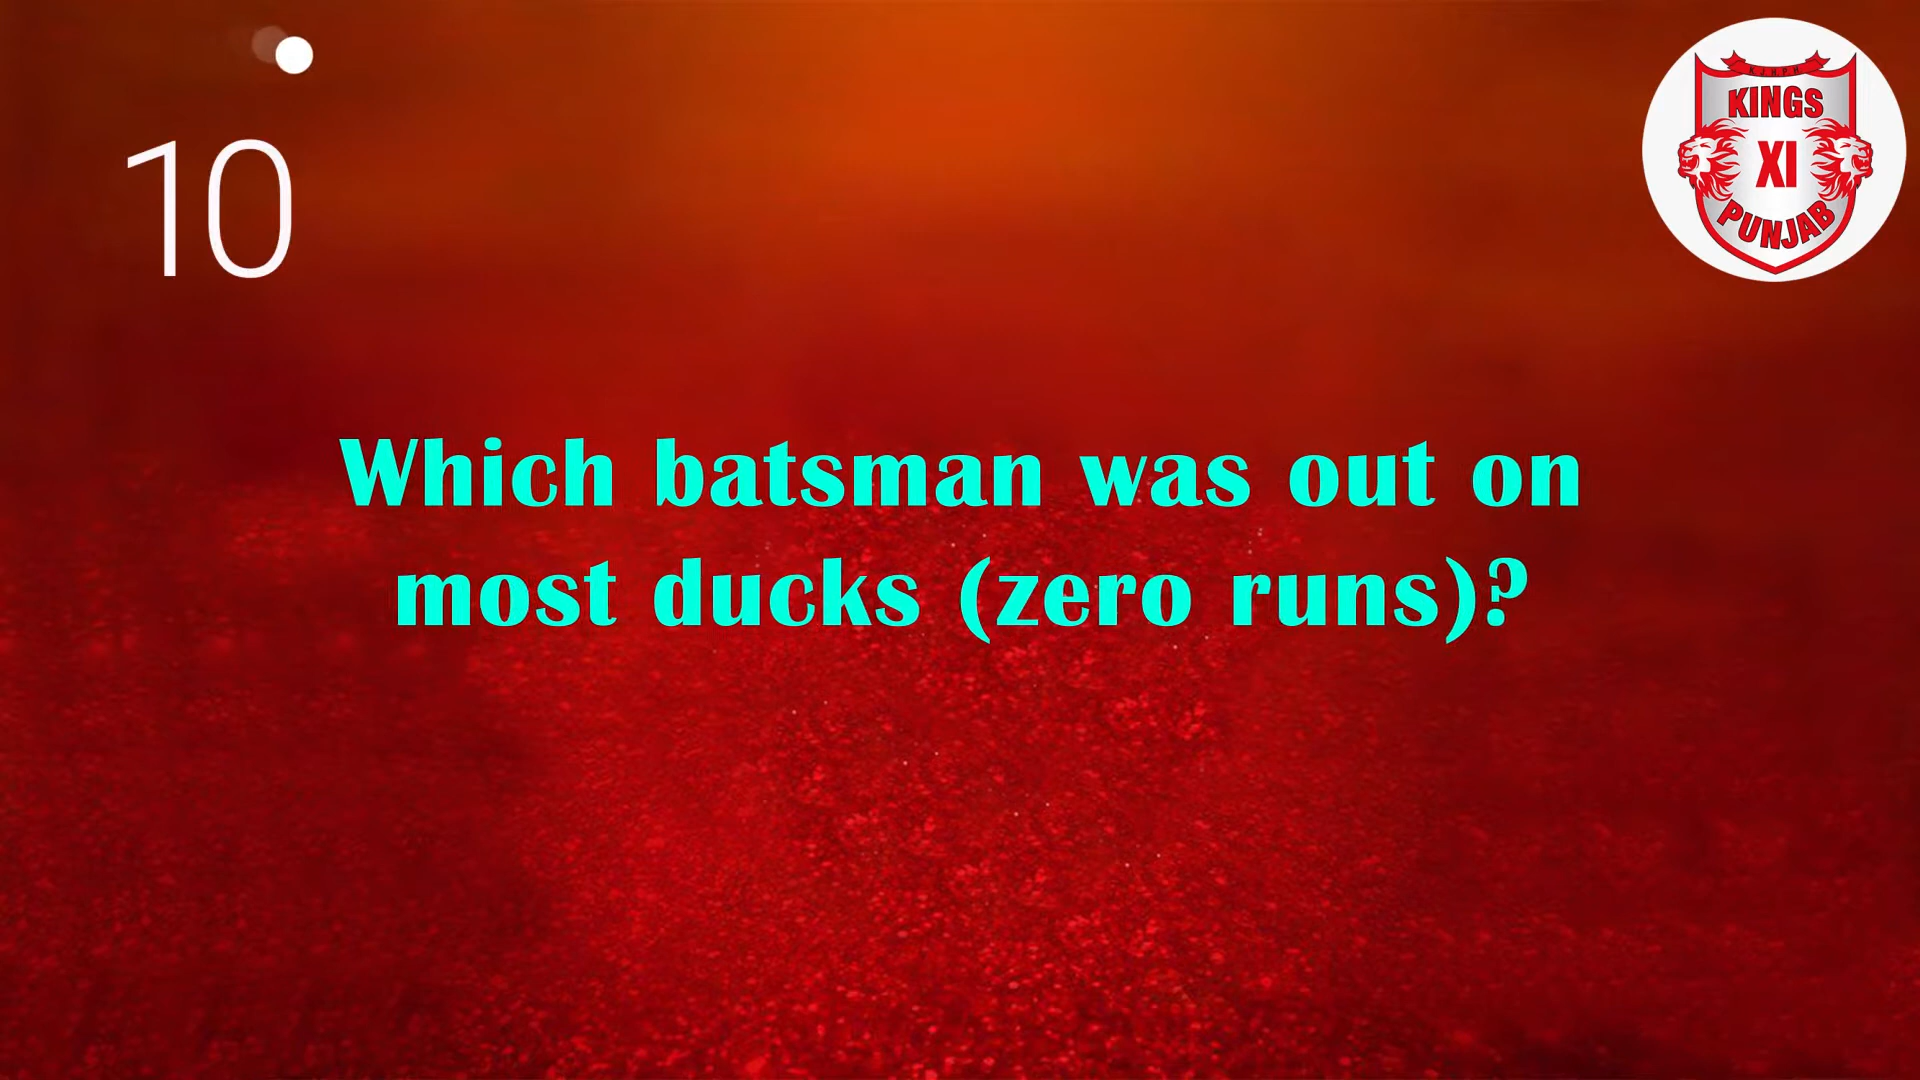 10
KINGS
XI
PUNJAB
Which batsman was out on
most ducks (zero runs)?